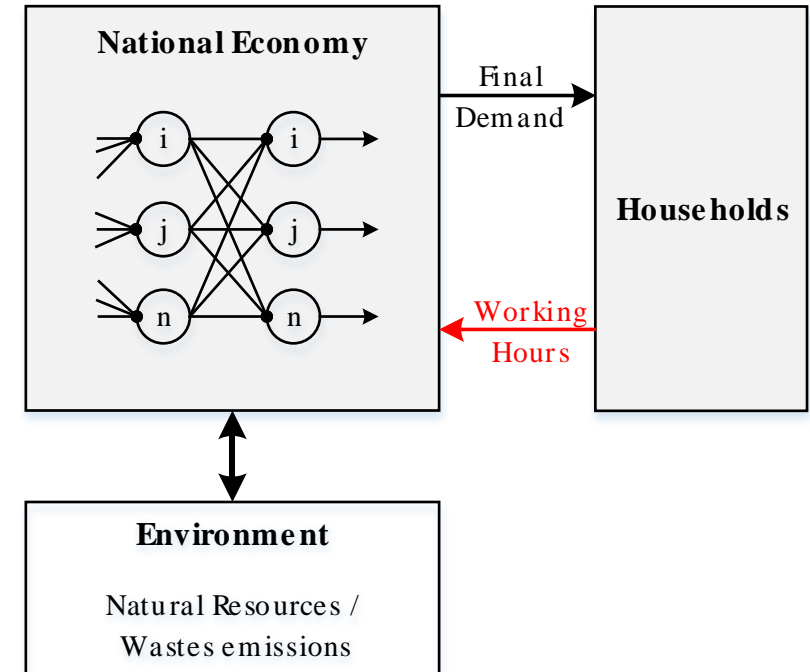 National Economy
i
i
j
j
n
n
Final
Demand
Households
Working
Hours
Environment
Natural Resources /
Wastes emissions